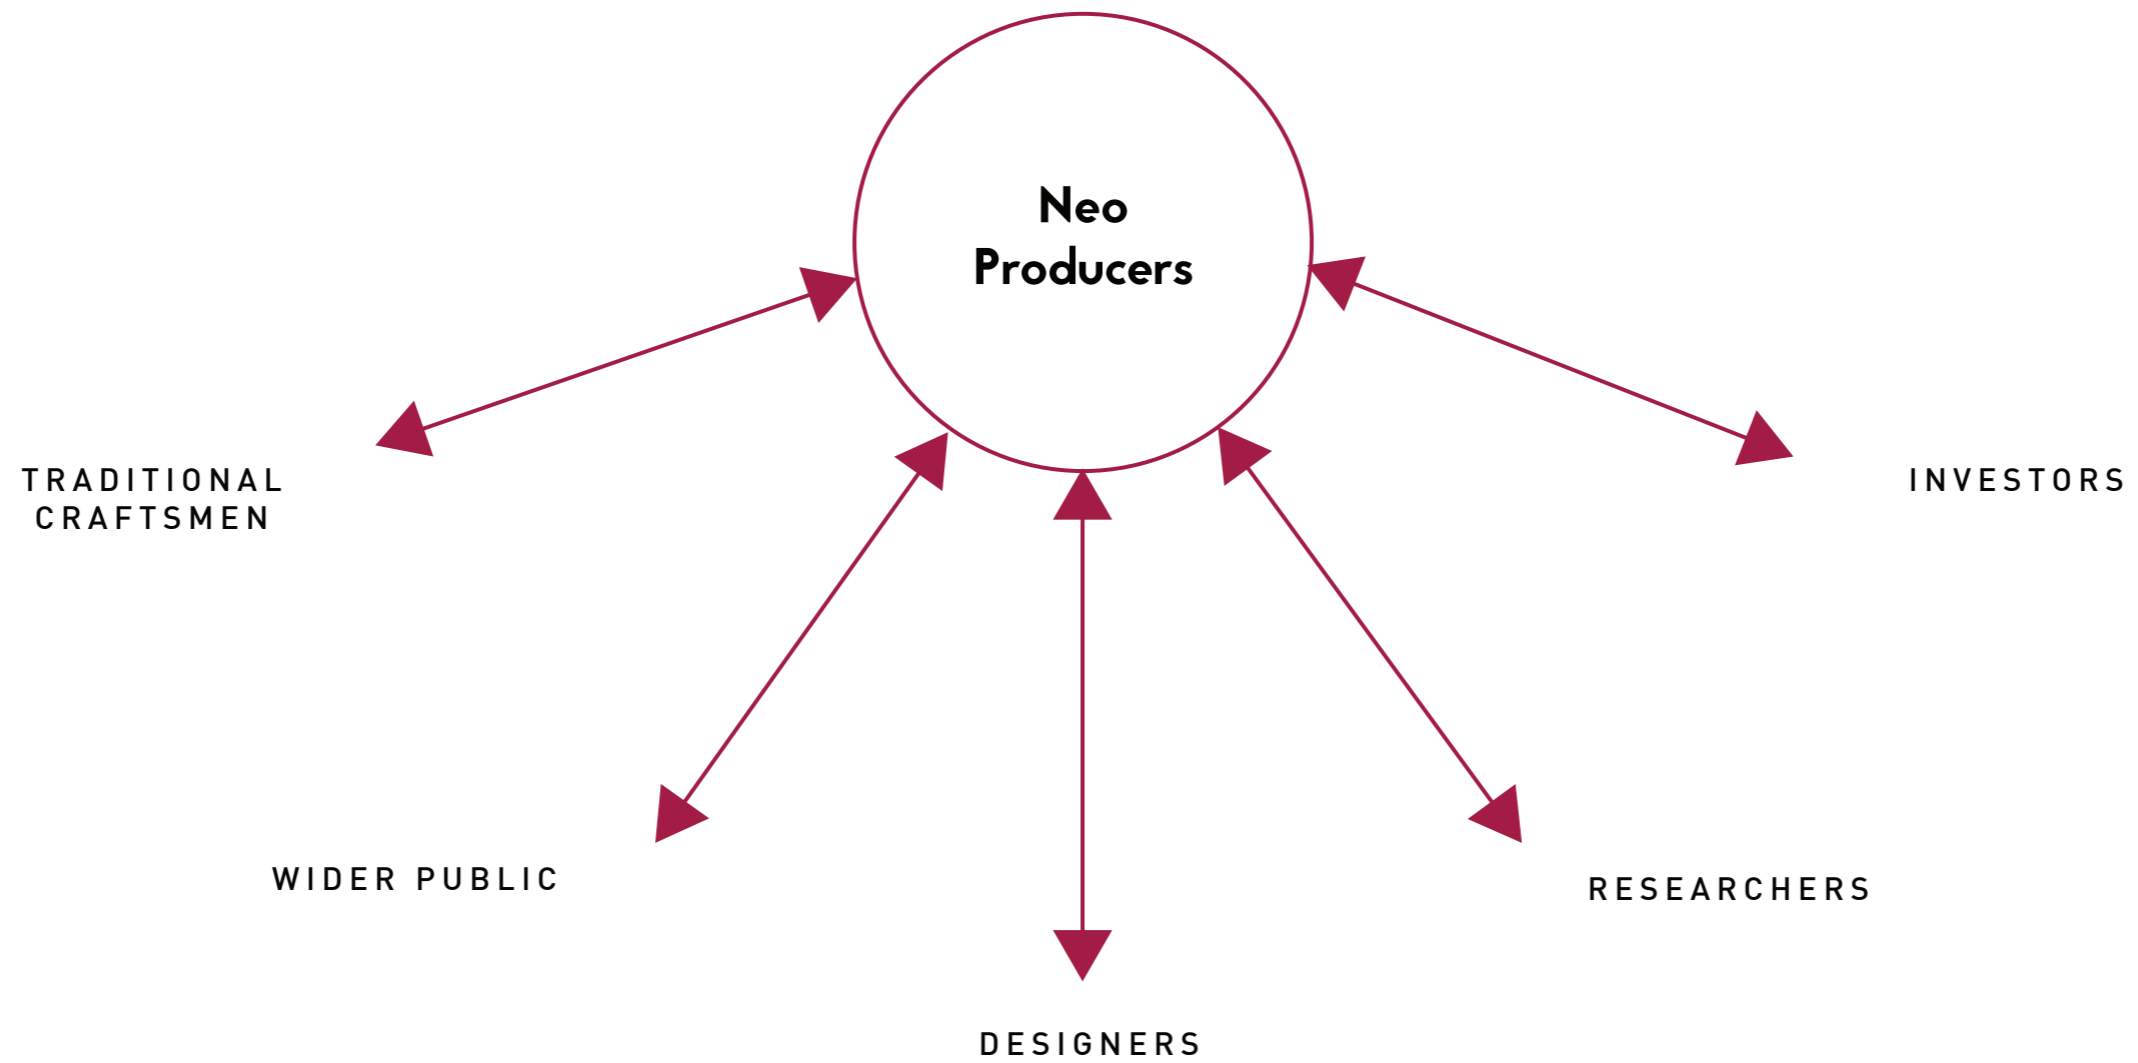 Neo
Producers
TRADITIONAL
CRAFTSMEN
INVESTORS
WIDER PUBLIC
RESEARCHERS
DESIGNERS